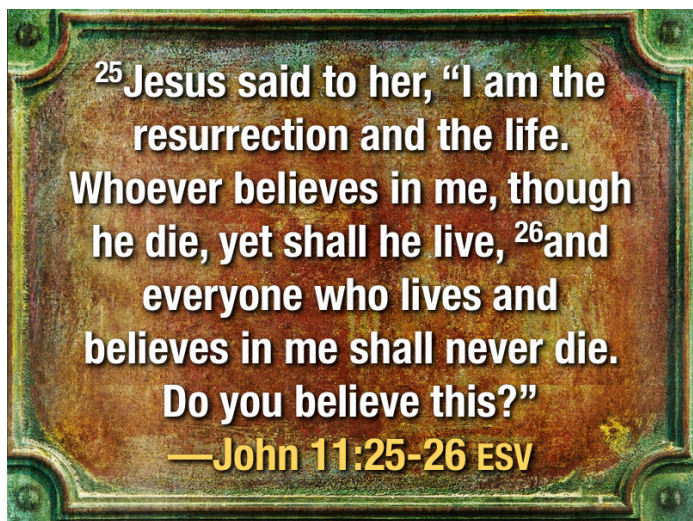 25Jesus said to her, “I am the
resurrection and the life.
Whoever believes in me, though
he die, yet shall he live, 26and
everyone who lives and
believes in me shall never die.
Do you believe this?”
—John 11:25-26 ESV